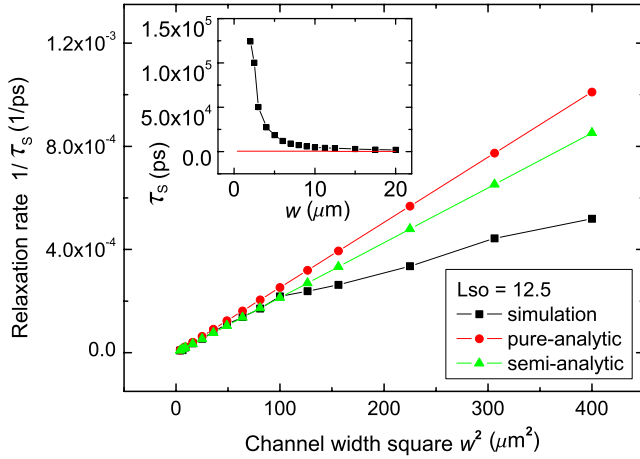 Relaxation rate 1/ τS (1/ps)
1.2x10⁻³
8.0x10⁻⁴
4.0x10⁻⁴
0.0
0 100 200 300 400
Channel width square w² (μm²)
τS (ps)
1.5x10⁵
1.0x10⁵
5.0x10⁴
0.0
0 10 20
w (μm)
Lso = 12.5
simulation
pure-analytic
semi-analytic